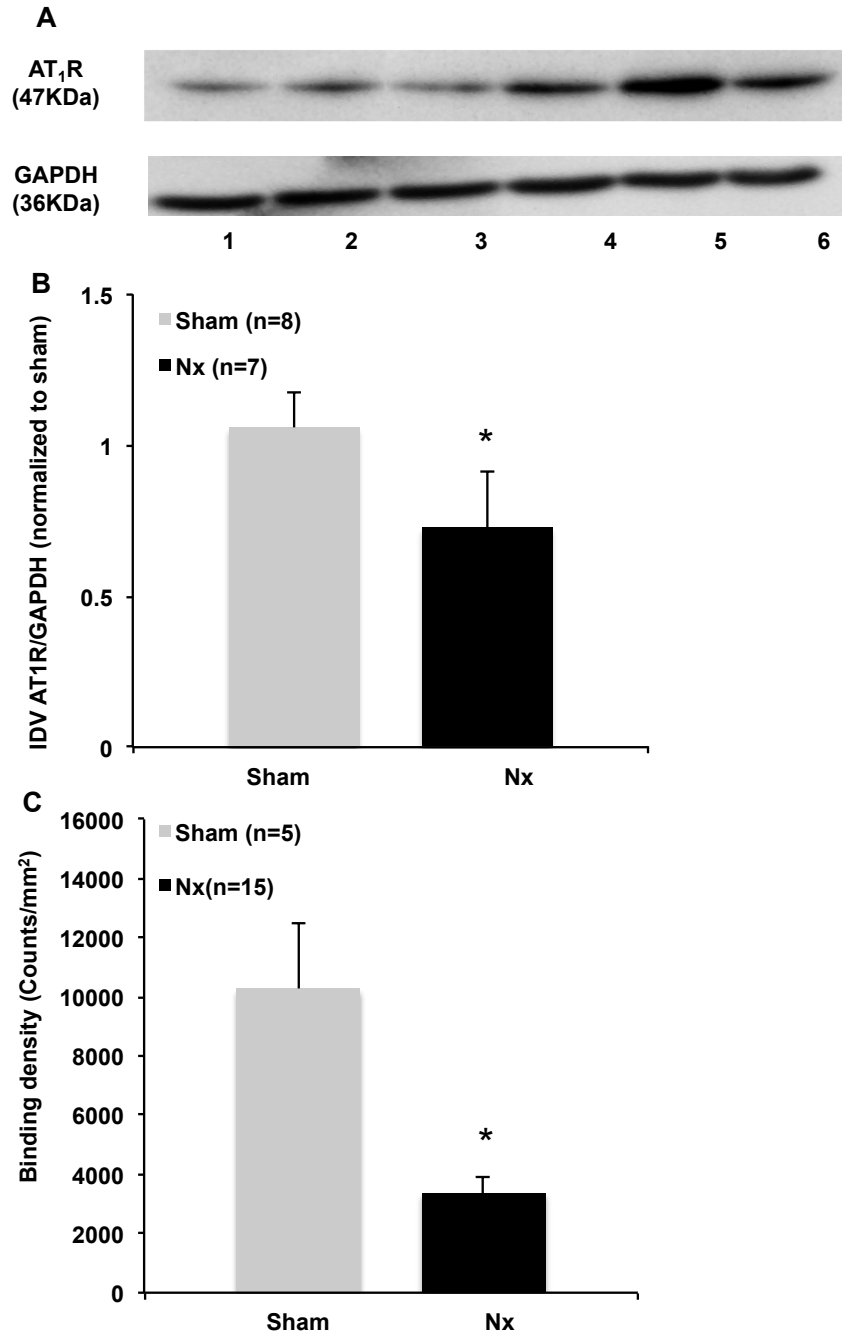 A
AT₁R
(47KDa)
GAPDH
(36KDa)
1 2 3 4 5 6
B
IDV AT1R/GAPDH (normalized to sham)
1.5
1
0.5
0
Sham (n=8)
Nx (n=7)
*
Sham Nx
C
Binding density (Counts/mm²)
16000
14000
12000
10000
8000
6000
4000
2000
0
Sham (n=5)
Nx(n=15)
*
Sham Nx